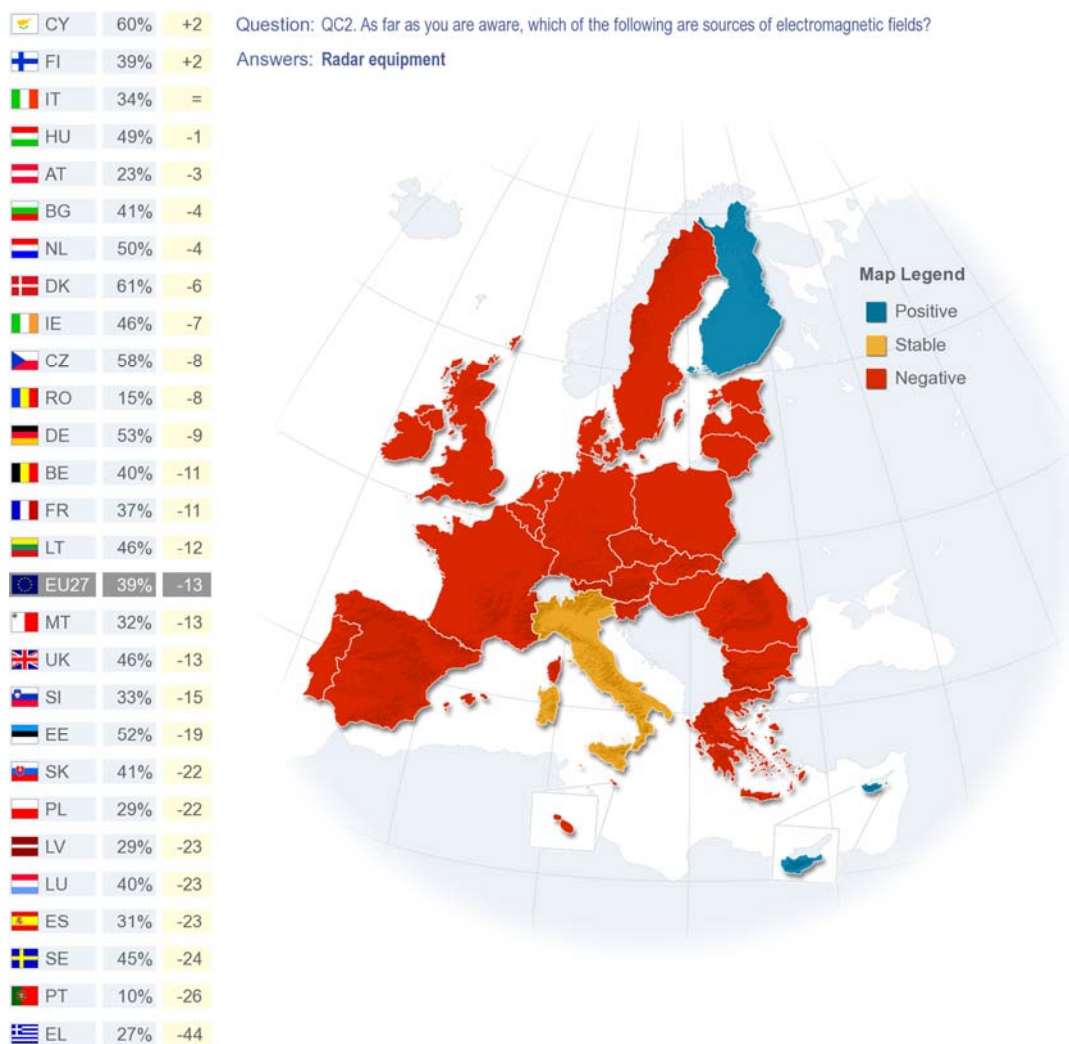 Question: QC2. As far as you are aware, which of the following are sources of electromagnetic fields?
Answers: Radar equipment
CY 60% +2
FI 39% +2
IT 34% =
HU 49% -1
AT 23% -3
BG 41% -4
NL 50% -4
DK 61% -6
IE 46% -7
CZ 58% -8
RO 15% -8
DE 53% -9
BE 40% -11
FR 37% -11
LT 46% -12
EU27 39% -13
MT 32% -13
UK 46% -13
SI 33% -15
EE 52% -19
SK 41% -22
PL 29% -22
LV 29% -23
LU 40% -23
ES 31% -23
SE 45% -24
PT 10% -26
EL 27% -44
Map Legend
Positive
Stable
Negative